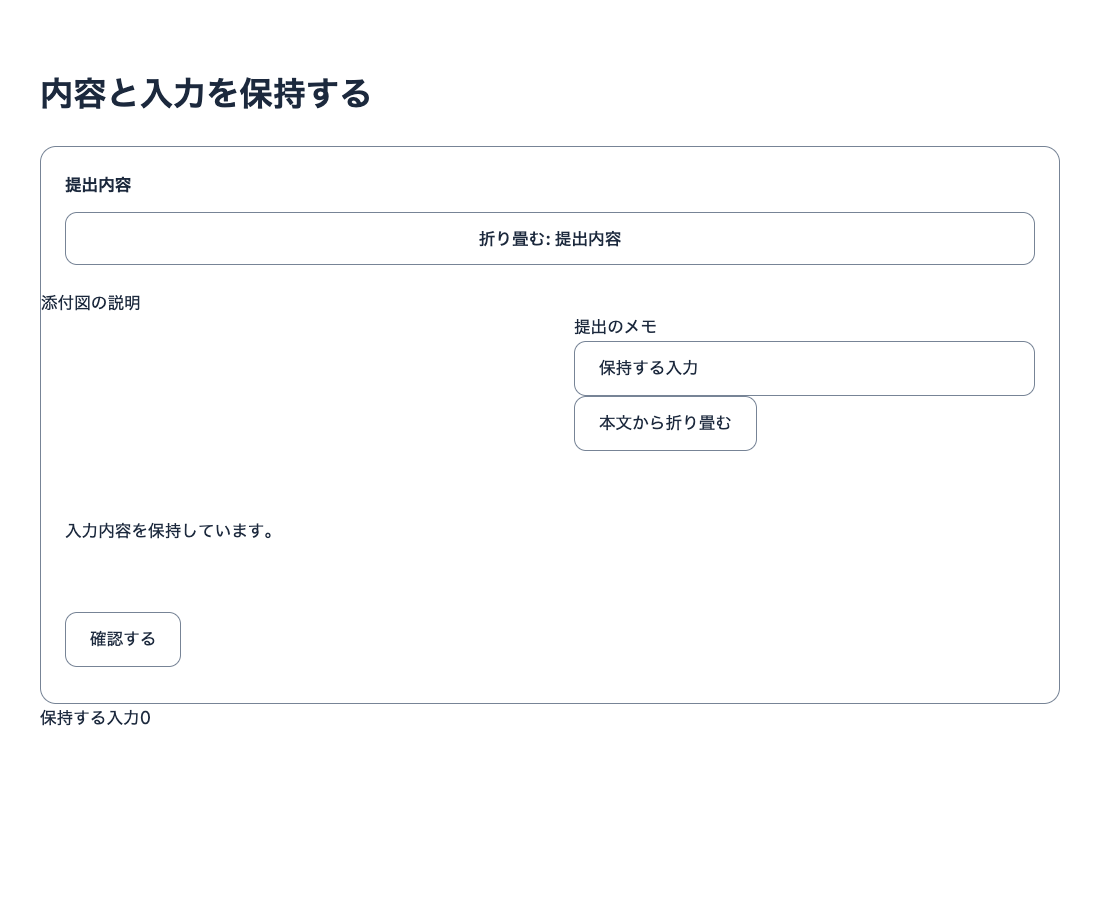 内容と入力を保持する
提出内容
折り畳む: 提出内容
添付図の説明
提出のメモ
保持する入力
本文から折り畳む
入力内容を保持しています。
確認する
保持する入力0